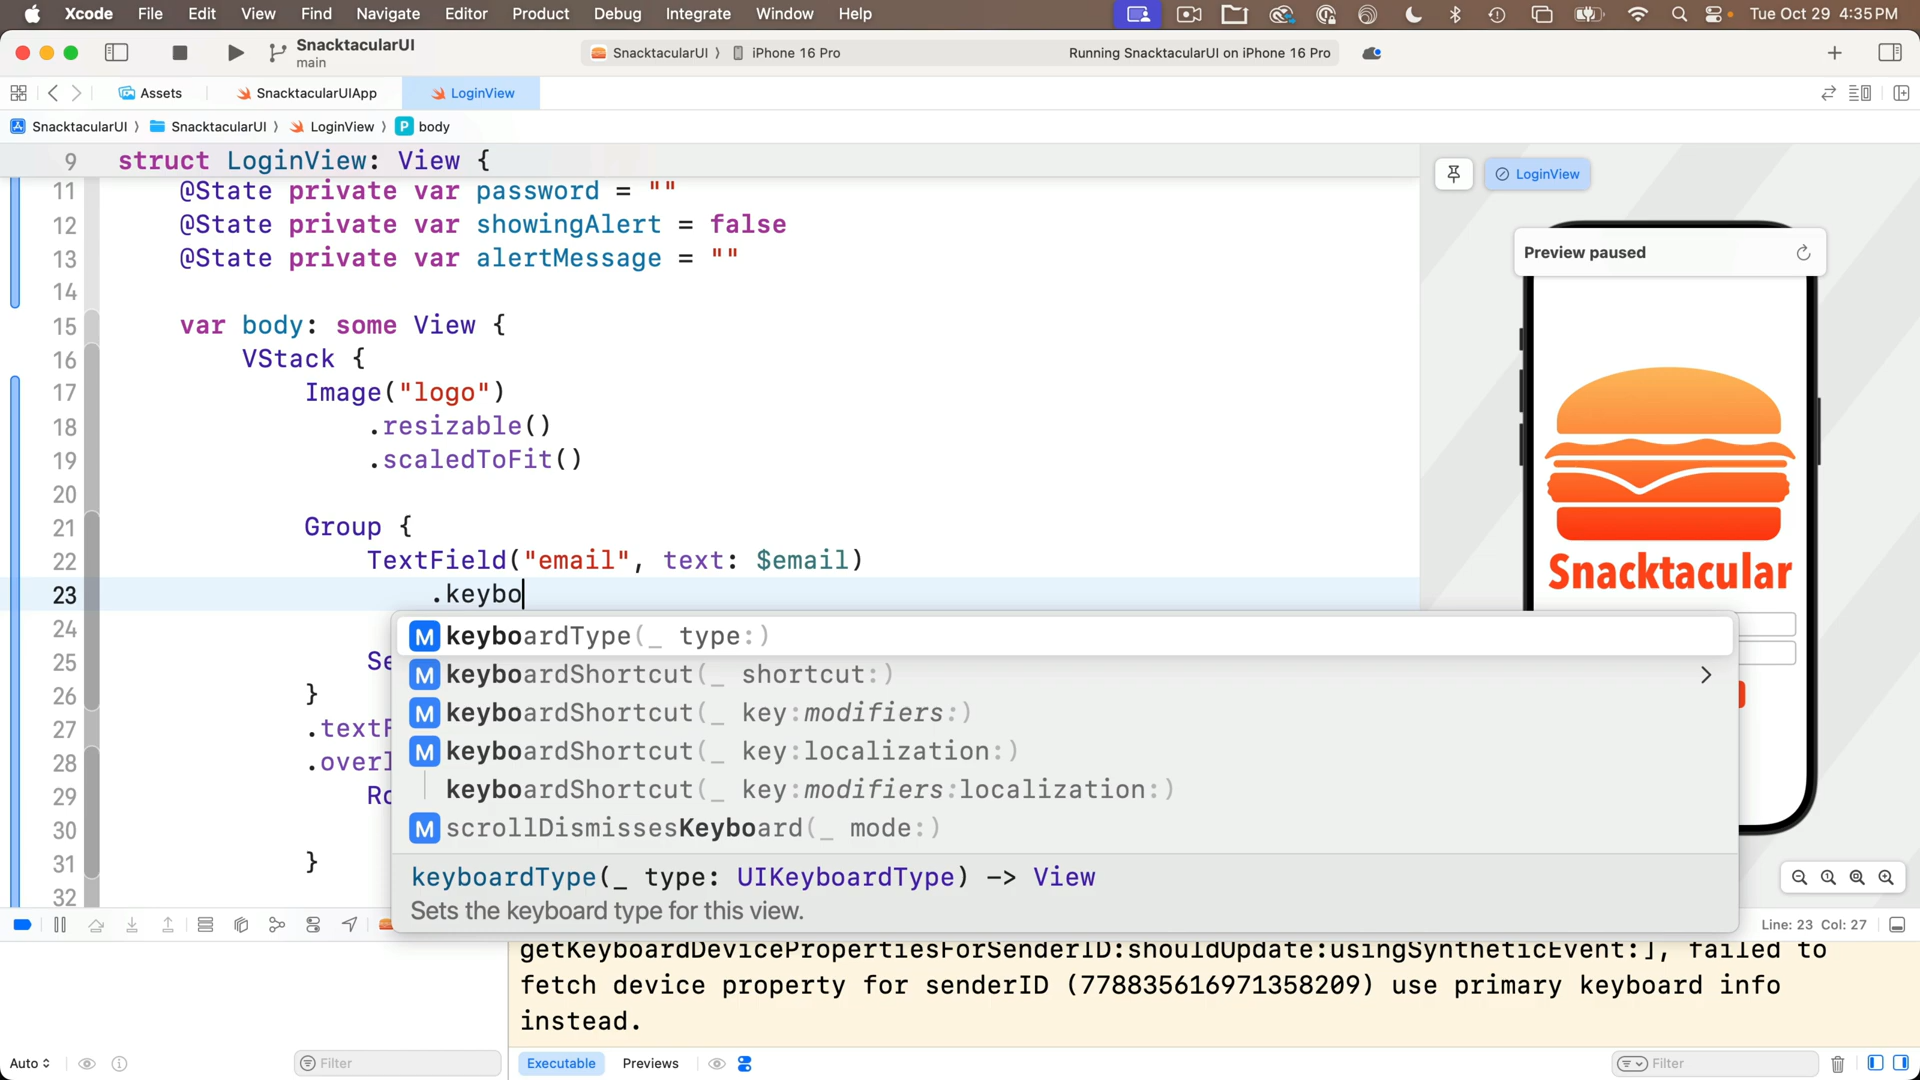 Xcode File Edit View Find Navigate Editor Product Debug Integrate Window Help Tue Oct 29 4:35 PM
SnacktacularUI
main
SnacktacularUI ⟩ iPhone 16 Pro
Running SnacktacularUI on iPhone 16 Pro
Assets SnacktacularUIApp LoginView
SnacktacularUI ⟩ SnacktacularUI ⟩ LoginView ⟩ P body
9 struct LoginView: View {
11 @State private var password = ""
12 @State private var showingAlert = false
13 @State private var alertMessage = ""
14
15 var body: some View {
16 VStack {
17 Image("logo")
18 .resizable()
19 .scaledToFit()
20
21 Group {
22 TextField("email", text: $email)
23 .keybo
24
25 Se
26 }
27 .textF
28 .overl
29 Ro
30
31 }
32
M keyboardType(_ type:)
M keyboardShortcut(_ shortcut:)
M keyboardShortcut(_ key:modifiers:)
M keyboardShortcut(_ key:localization:)
keyboardShortcut(_ key:modifiers:localization:)
M scrollDismissesKeyboard(_ mode:)
keyboardType(_ type: UIKeyboardType) -> View
Sets the keyboard type for this view.
LoginView
Preview paused
Snacktacular
Line: 23 Col: 27
getKeyboardDevicePropertiesForSenderID:shouldUpdate:usingSyntheticEvent:], failed to
fetch device property for senderID (778835616971358209) use primary keyboard info
instead.
Auto Filter Executable Previews Filter